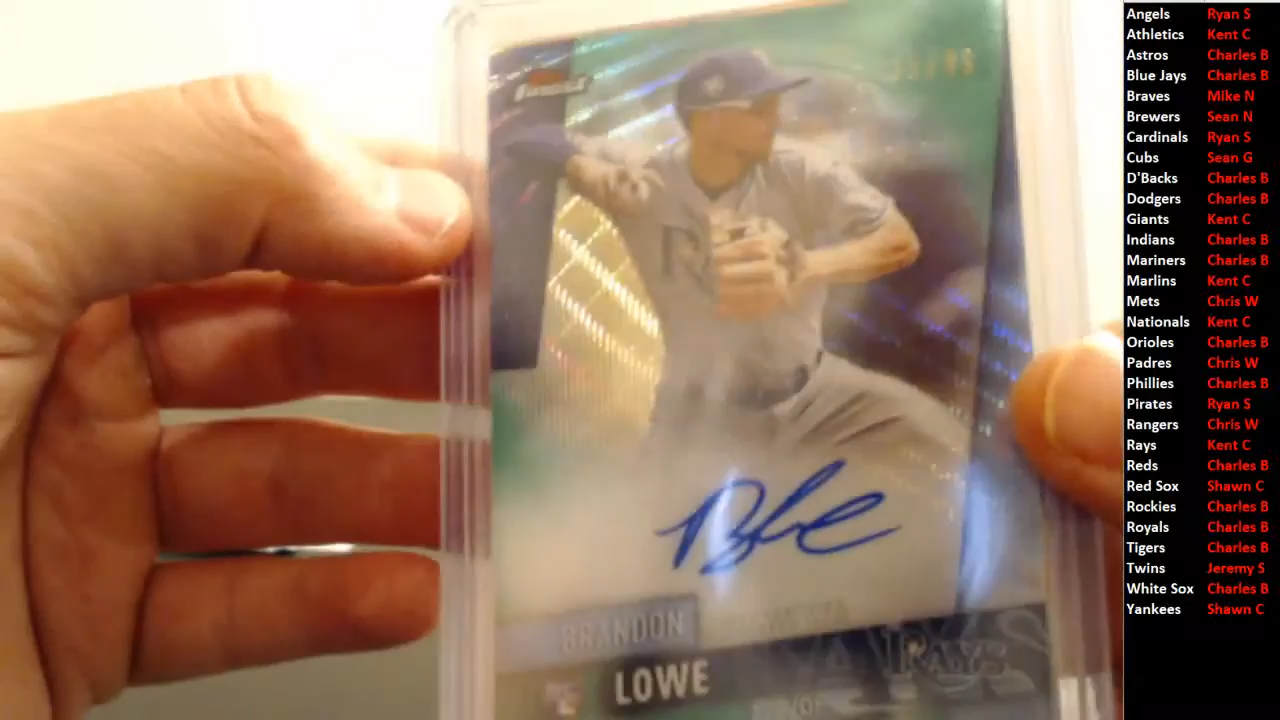 FINEST
R
BRANDON
LOWE
RC
RAYS
Angels Ryan S
Athletics Kent C
Astros Charles B
Blue Jays Charles B
Braves Mike N
Brewers Sean N
Cardinals Ryan S
Cubs Sean G
D'Backs Charles B
Dodgers Charles B
Giants Kent C
Indians Charles B
Mariners Charles B
Marlins Kent C
Mets Chris W
Nationals Kent C
Orioles Charles B
Padres Chris W
Phillies Charles B
Pirates Ryan S
Rangers Chris W
Rays Kent C
Reds Charles B
Red Sox Shawn C
Rockies Charles B
Royals Charles B
Tigers Charles B
Twins Jeremy S
White Sox Charles B
Yankees Shawn C